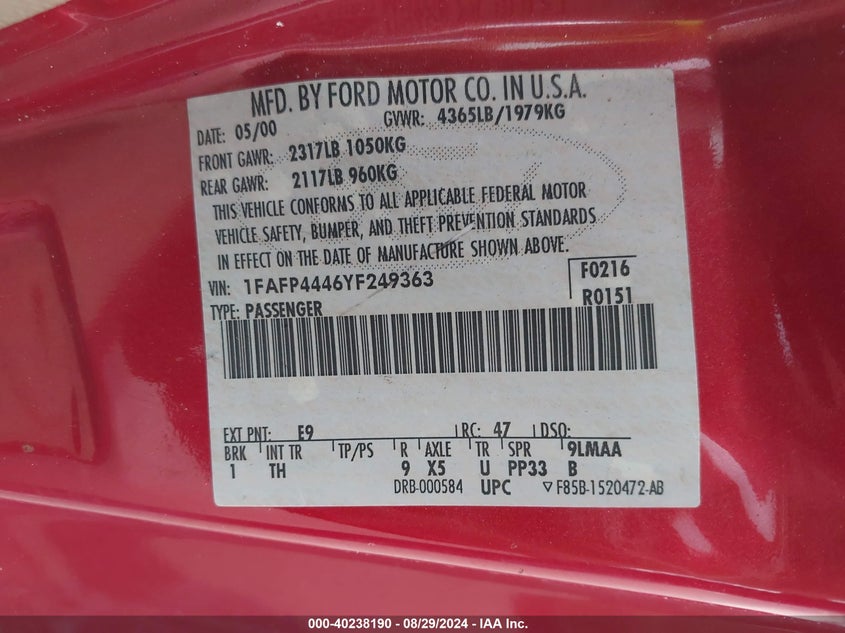 MFD. BY FORD MOTOR CO. IN U.S.A.
DATE: 05/00 GVWR: 4365LB/1979KG
FRONT GAWR: 2317LB 1050KG
REAR GAWR: 2117LB 960KG
THIS VEHICLE CONFORMS TO ALL APPLICABLE FEDERAL MOTOR
VEHICLE SAFETY, BUMPER, AND THEFT PREVENTION STANDARDS
IN EFFECT ON THE DATE OF MANUFACTURE SHOWN ABOVE.
VIN: 1FAFP4446YF249363 F0216
TYPE: PASSENGER R0151
EXT PNT: E9 RC: 47 DSO:
BRK INT TR TP/PS R AXLE TR SPR 9LMAA
1 TH 9 X5 U PP33 B
DRB-000584 UPC ▽ F85B-1520472-AB
000-40238190 - 08/29/2024 - IAA Inc.